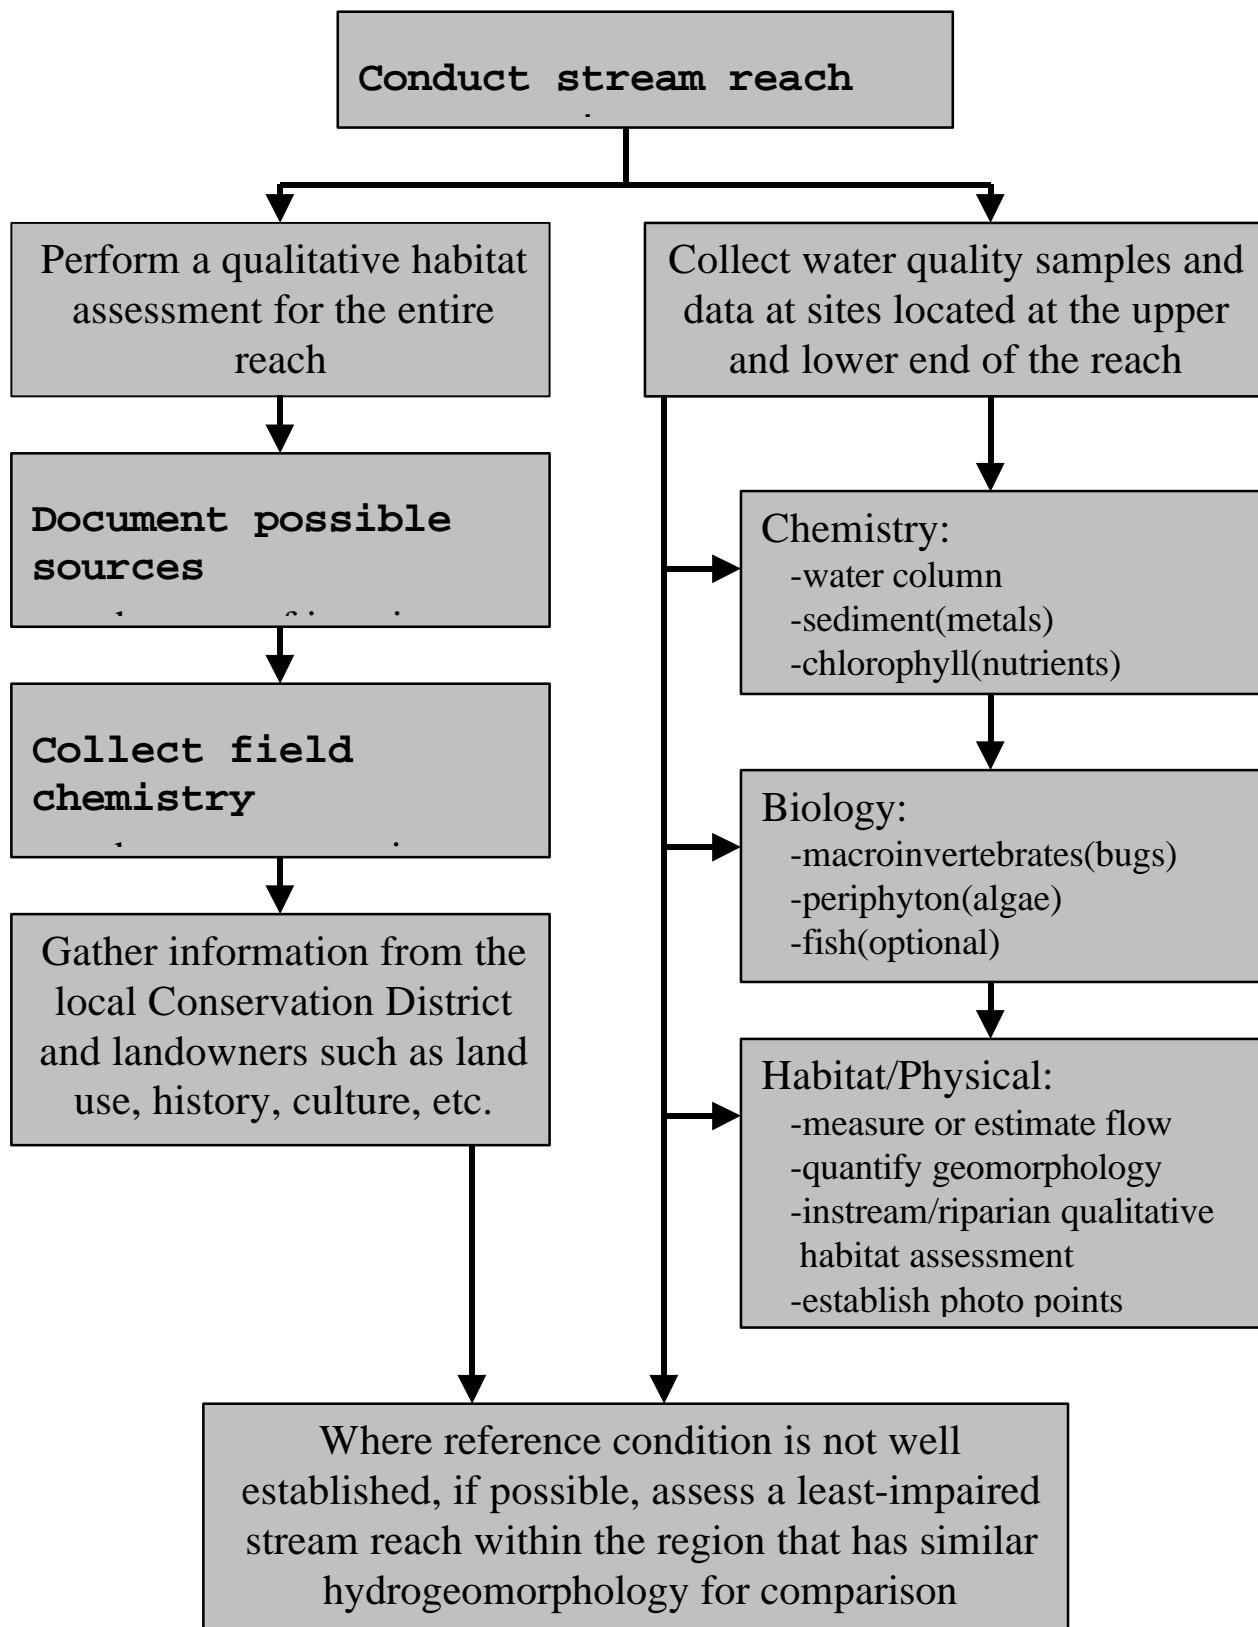 Conduct stream reach
Perform a qualitative habitat
assessment for the entire
reach
Document possible
sources
Collect field
chemistry
Gather information from the
local Conservation District
and landowners such as land
use, history, culture, etc.
Collect water quality samples and
data at sites located at the upper
and lower end of the reach
Chemistry:
-water column
-sediment(metals)
-chlorophyll(nutrients)
Biology:
-macroinvertebrates(bugs)
-periphyton(algae)
-fish(optional)
Habitat/Physical:
-measure or estimate flow
-quantify geomorphology
-instream/riparian qualitative
habitat assessment
-establish photo points
Where reference condition is not well
established, if possible, assess a least-impaired
stream reach within the region that has similar
hydrogeomorphology for comparison